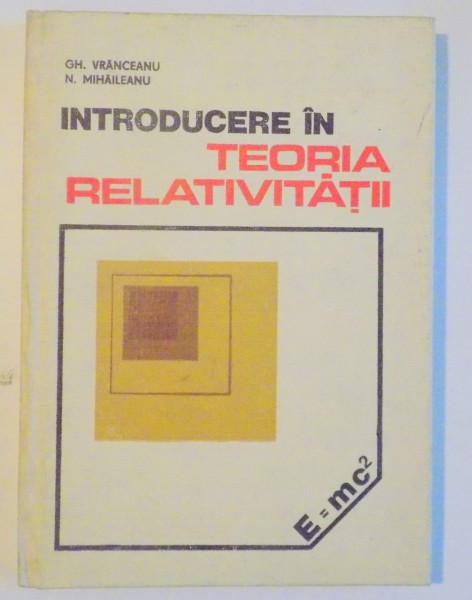 GH. VRÂNCEANU
N. MIHĂILEANU
INTRODUCERE ÎN
TEORIA
RELATIVITĂȚII
E=mc²